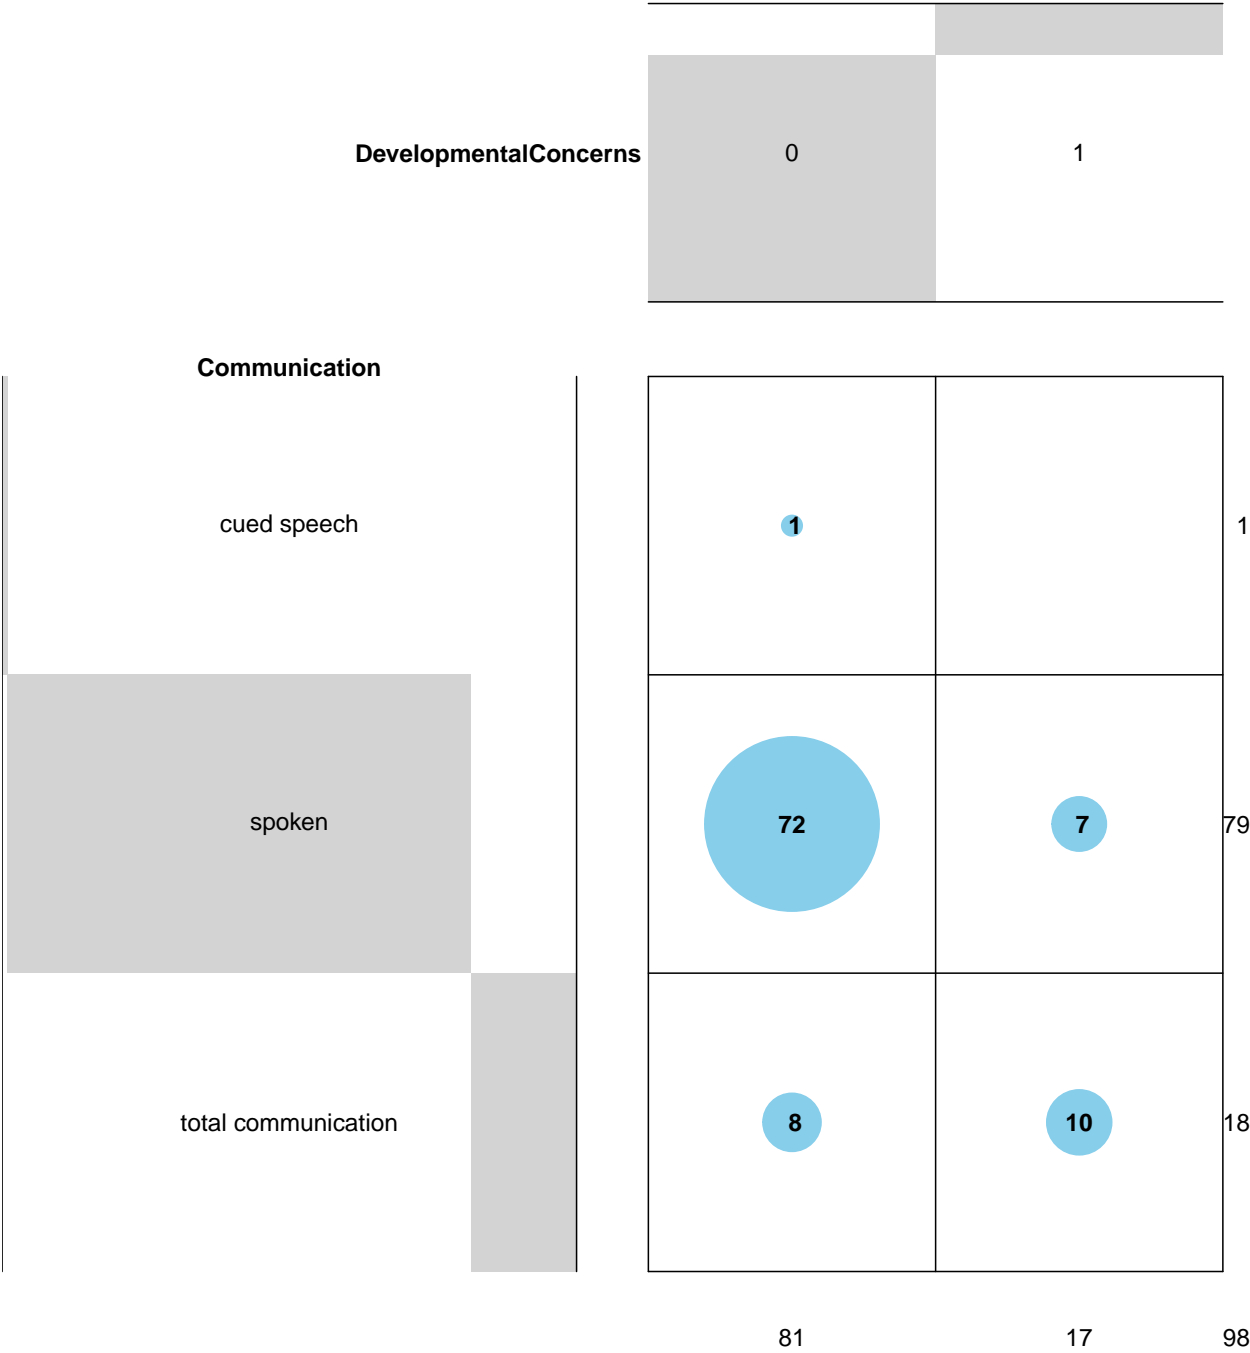 DevelopmentalConcerns 0 1
Communication
cued speech 1 1
spoken 72 7 79
total communication 8 10 18
81 17 98